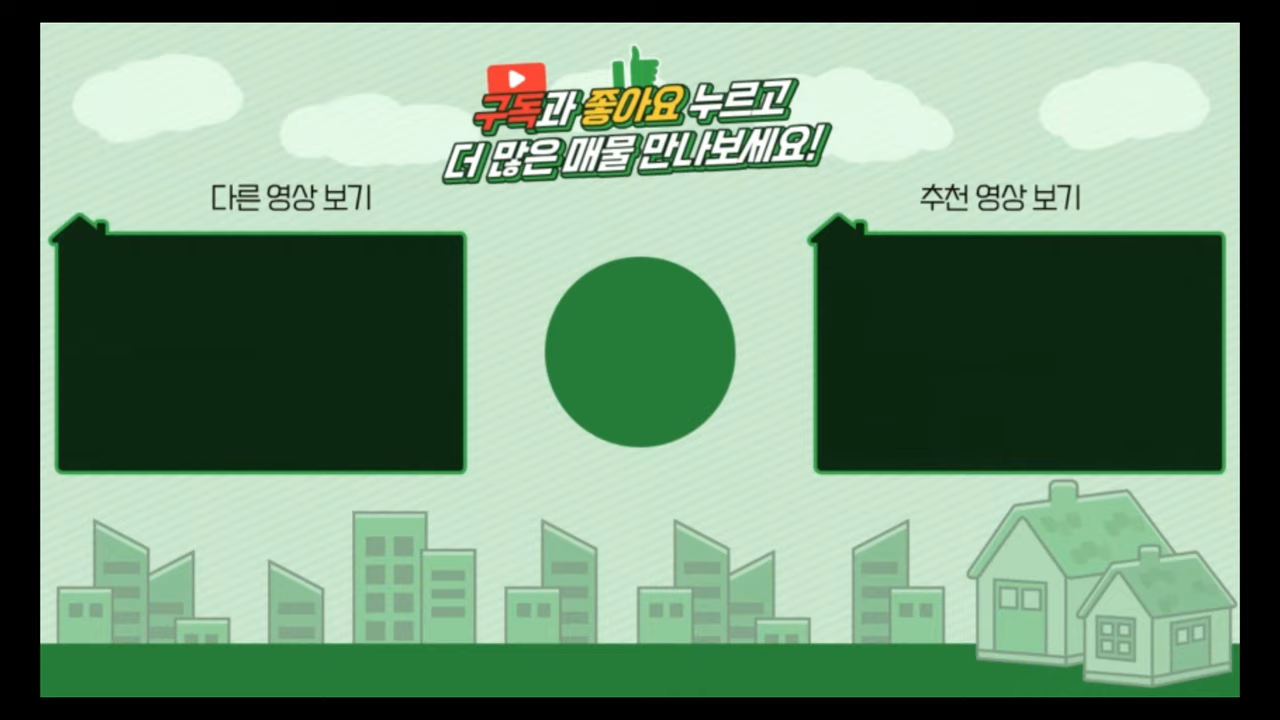 구독과 좋아요 누르고
더 많은 매물 만나보세요!
다른 영상 보기
추천 영상 보기